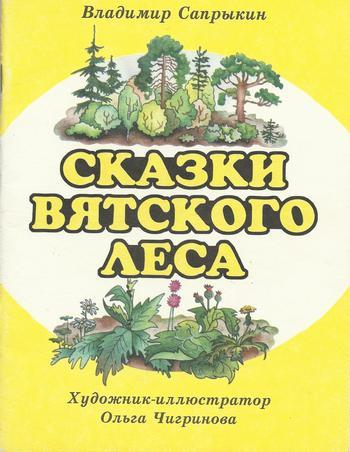 Владимир Сапрыкин
СКАЗКИ
ВЯТСКОГО
ЛЕСА
Художник-иллюстратор
Ольга Чигринова